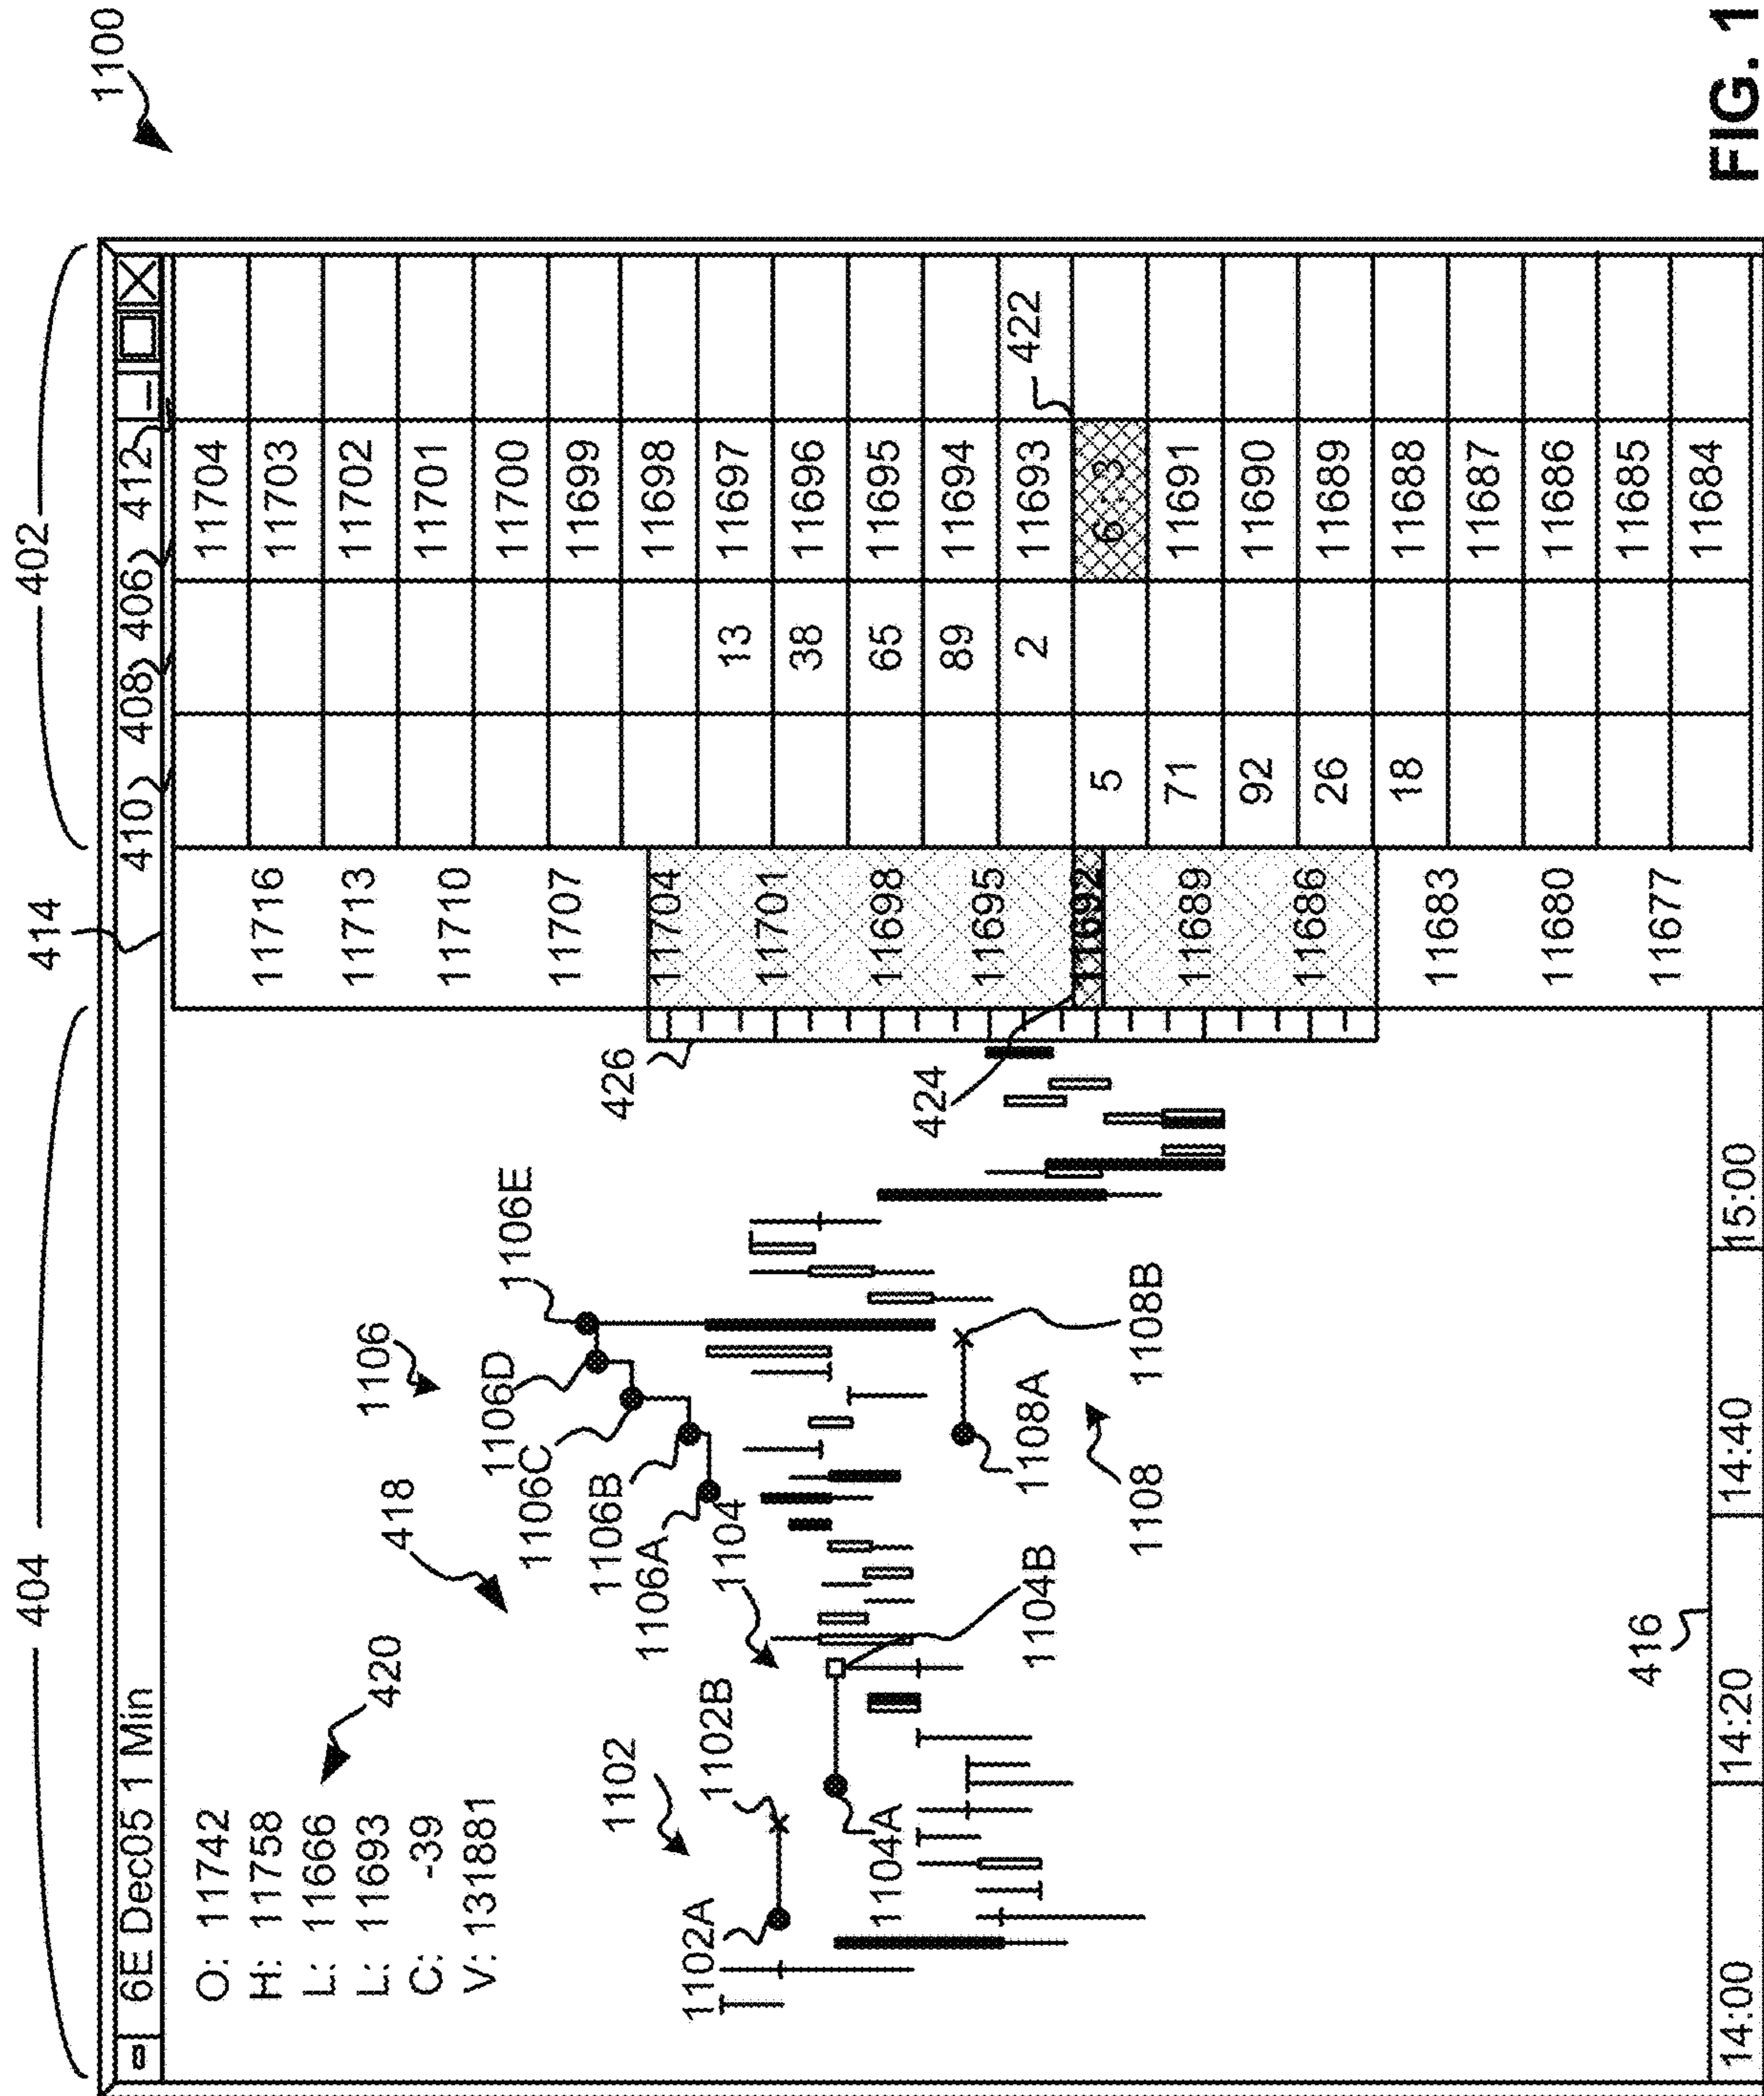 1100
404
414
402
6E Dec05 1 Min
410 408 406 412
O: 11742
H: 11758
L: 11666
L: 11693
C: -39
V: 131881
420
418
1106
1106E
1106D
1106C
1106B
1106A
1104
1102
1102B
1102A
1104A
1104B
1108A
1108B
1108
426
424
422
416
11716
11713
11710
11707
11704
11701
11698
11695
11692
11689
11686
11683
11680
11677
11704
11703
11702
11701
11700
11699
11698
13 11697
38 11696
65 11695
89 11694
2 11693
5 6 3
71 11691
92 11690
26 11689
18 11688
11687
11686
11685
11684
14:00 14:20 14:40 15:00
FIG. 1